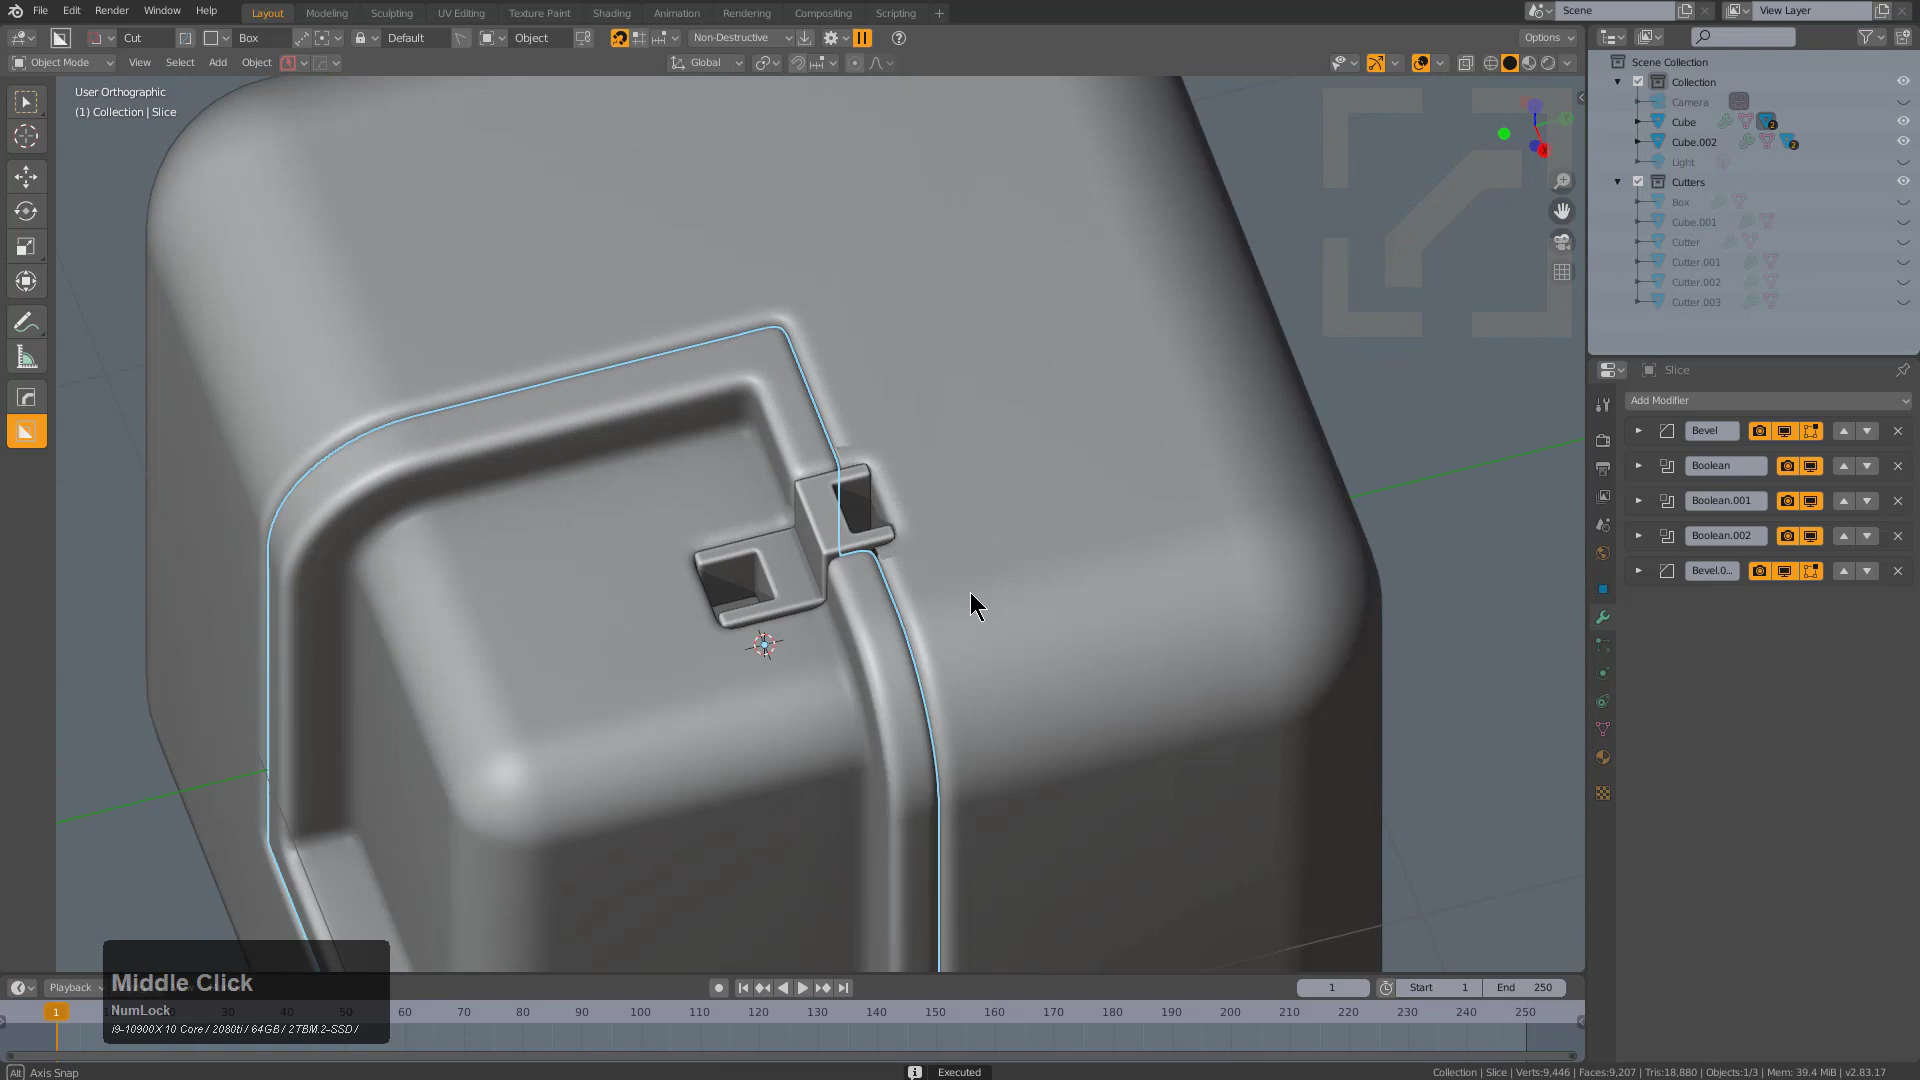 File Edit Render Window Help
Layout Modeling Sculpting UV Editing Texture Paint Shading Animation Rendering Compositing Scripting +
Scene
View Layer
Cut
Box
Default
Object
Non-Destructive
Options
Object Mode
View Select Add Object
Global
User Orthographic
(1) Collection | Slice
Scene Collection
Collection
Camera
Cube
2
Cube.002
2
Light
Cutters
Box
Cube.001
Cutter
Cutter.001
Cutter.002
Cutter.003
Slice
Add Modifier
Bevel
Boolean
Boolean.001
Boolean.002
Bevel.0...
Middle Click
NumLock
i9-10900X 10 Core / 2080ti / 64GB / 2TBM.2-SSD /
Playback
1
Start 1
End 250
1
40 50 60 70 80 90 100 110 120 130 140 150 160 170 180 190 200 210 220 230 240 250
Alt Axis Snap
Executed
Collection | Slice | Verts:9,446 | Faces:9,207 | Tris:18,880 | Objects:1/3 | Mem: 39.4 MiB | v2.83.17